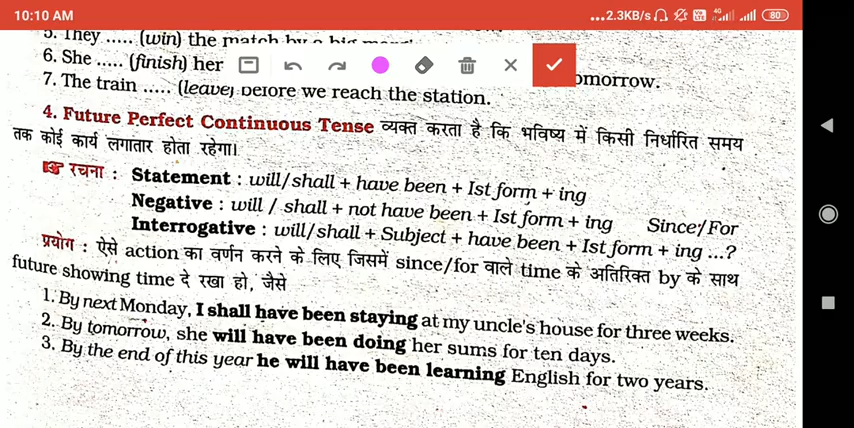 10:10 AM ...2.3KB/s 4G 80
5. They ..... (win) the match by a big
6. She ..... (finish) her omorrow.
7. The train ..... (leave) before we reach the station.
4. Future Perfect Continuous Tense व्यक्त करता है कि भविष्य में किसी निर्धारित समय
तक कोई कार्य लगातार होता रहेगा।
रचना : Statement : will/shall + have been + Ist form + ing
Negative : will / shall + not have been + Ist form + ing Since/For
Interrogative : will/shall + Subject + have been + Ist form + ing ...?
प्रयोग : ऐसे action का वर्णन करने के लिए जिसमें since/for वाले time के अतिरिक्त by के साथ
future showing time दे रखा हो, जैसे
1. By next Monday, I shall have been staying at my uncle's house for three weeks.
2. By tomorrow, she will have been doing her sums for ten days.
3. By the end of this year he will have been learning English for two years.